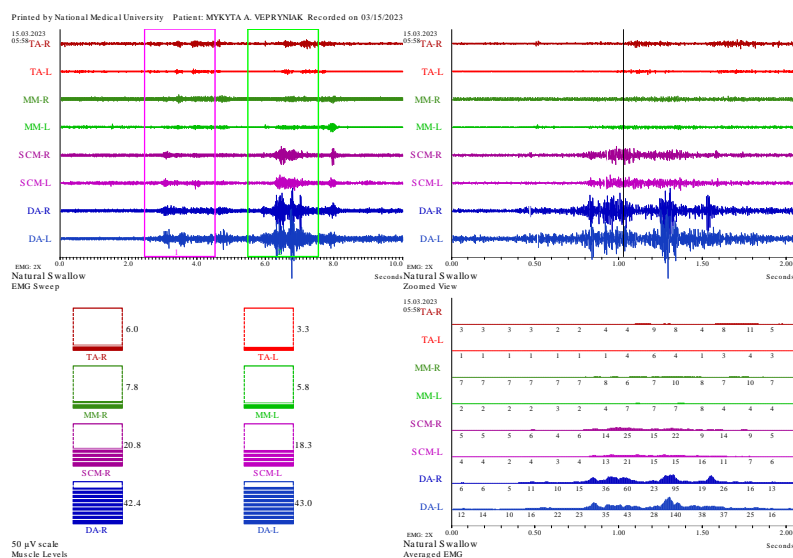 Printed by National Medical University Patient: MYKYTA A. VEPRYNIAK Recorded on 03/15/2023
15.03.2023
05:58
TA-R
TA-L
MM-R
MM-L
SCM-R
SCM-L
DA-R
DA-L
0.0 2.0 4.0 6.0 8.0 10.0
EMG: 2X
Natural Swallow Seconds
EMG Sweep
15.03.2023
05:58
TA-R
TA-L
MM-R
MM-L
SCM-R
SCM-L
DA-R
DA-L
0.0 0.50 1.00 1.50 2.00
EMG: 2X
Natural Swallow Seconds
Zoomed View
6.0 3.3
TA-R TA-L
7.8 5.8
MM-R MM-L
20.8 18.3
SCM-R SCM-L
42.4 43.0
DA-R DA-L
50 µV scale
Muscle Levels
15.03.2023
05:58
TA-R
3 3 3 2 2 2 4 4 9 8 4 8 11 5
TA-L
1 1 1 1 1 1 1 4 6 4 1 3 4 3
MM-R
7 7 7 7 7 7 8 6 7 10 8 7 10 7
MM-L
2 2 2 2 3 2 4 7 7 7 8 4 4 4
SCM-R
5 5 5 6 4 6 14 25 15 22 9 14 9 5
SCM-L
4 4 2 4 3 4 13 21 15 15 16 11 7 6
DA-R
6 6 5 11 10 15 36 60 23 95 19 26 16 13
DA-L
12 14 10 16 22 23 35 43 28 140 38 37 25 16
0.0 0.50 1.00 1.50 2.00
EMG: 2X
Natural Swallow Seconds
Averaged EMG